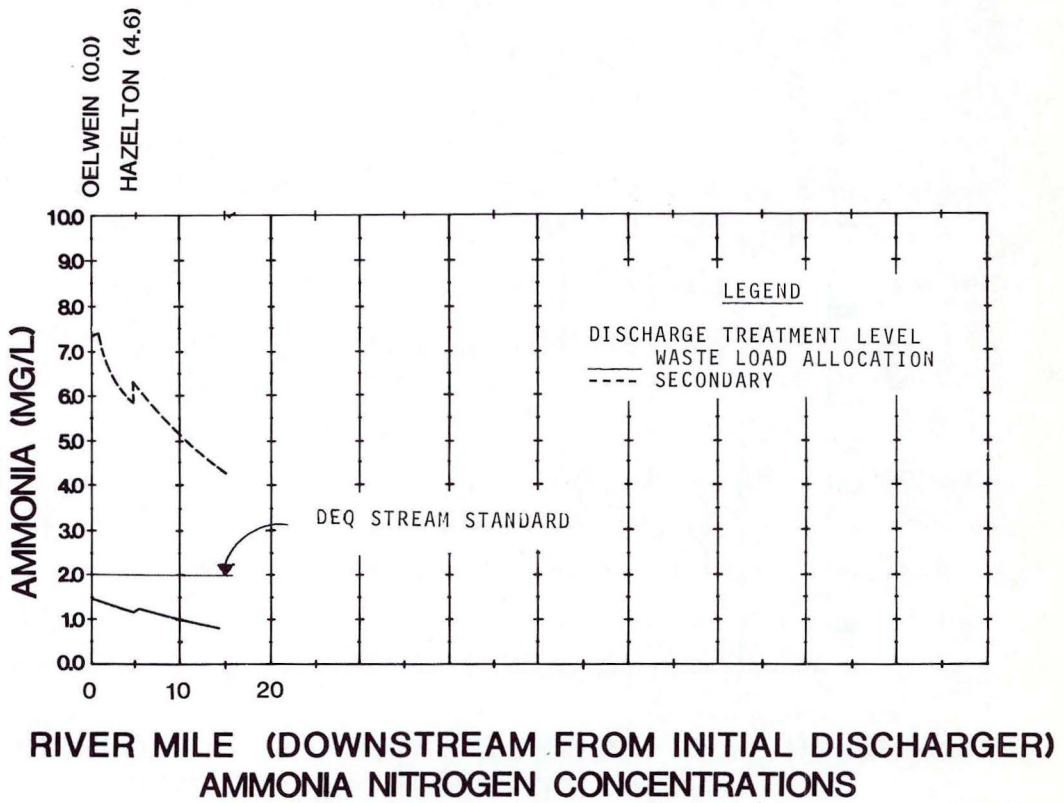 OELWEIN (0.0)
HAZELTON (4.6)
10.0
9.0
8.0
7.0
6.0
5.0
4.0
3.0
2.0
1.0
0.0
AMMONIA (MG/L)
LEGEND
DISCHARGE TREATMENT LEVEL
WASTE LOAD ALLOCATION
SECONDARY
DEQ STREAM STANDARD
0 10 20
RIVER MILE (DOWNSTREAM FROM INITIAL DISCHARGER)
AMMONIA NITROGEN CONCENTRATIONS